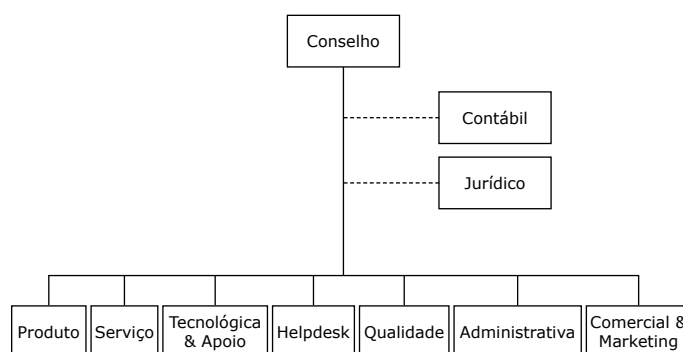 Conselho
Contábil
Jurídico
Produto
Serviço
Tecnológica
& Apoio
Helpdesk
Qualidade
Administrativa
Comercial &
Marketing